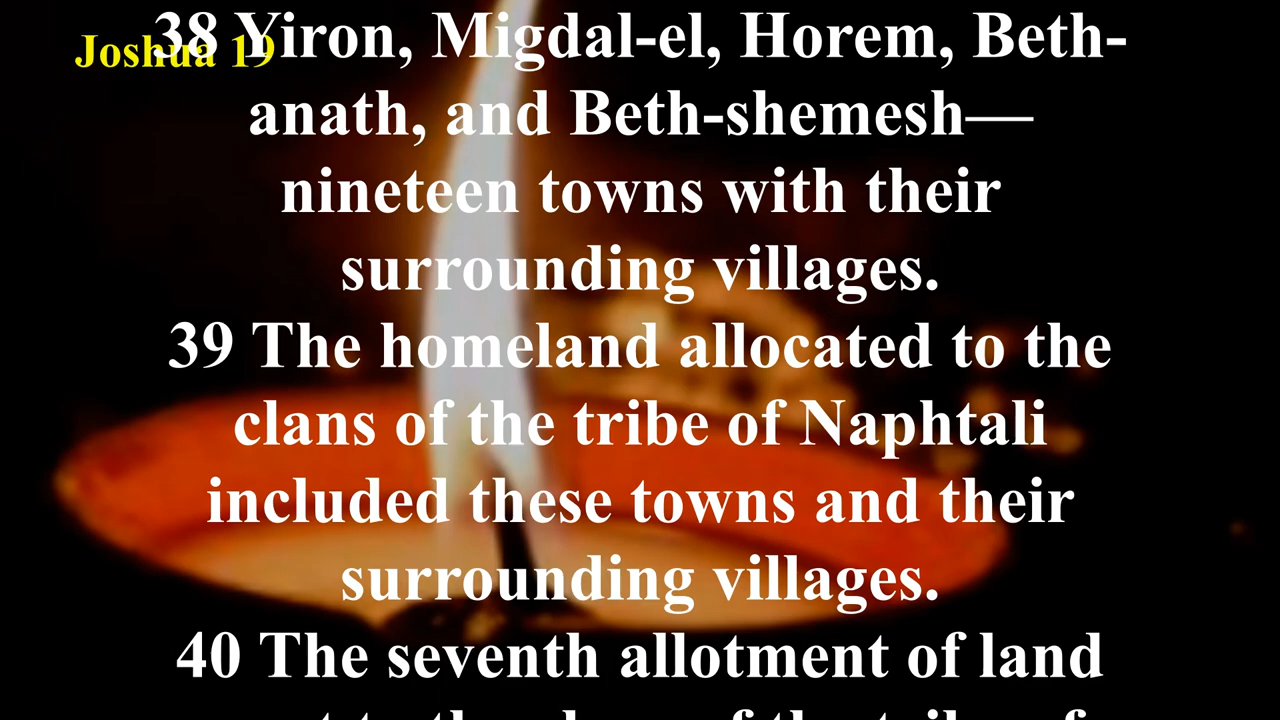 Joshua 19
38 Yiron, Migdal-el, Horem, Beth-
anath, and Beth-shemesh—
nineteen towns with their
surrounding villages.
39 The homeland allocated to the
clans of the tribe of Naphtali
included these towns and their
surrounding villages.
40 The seventh allotment of land